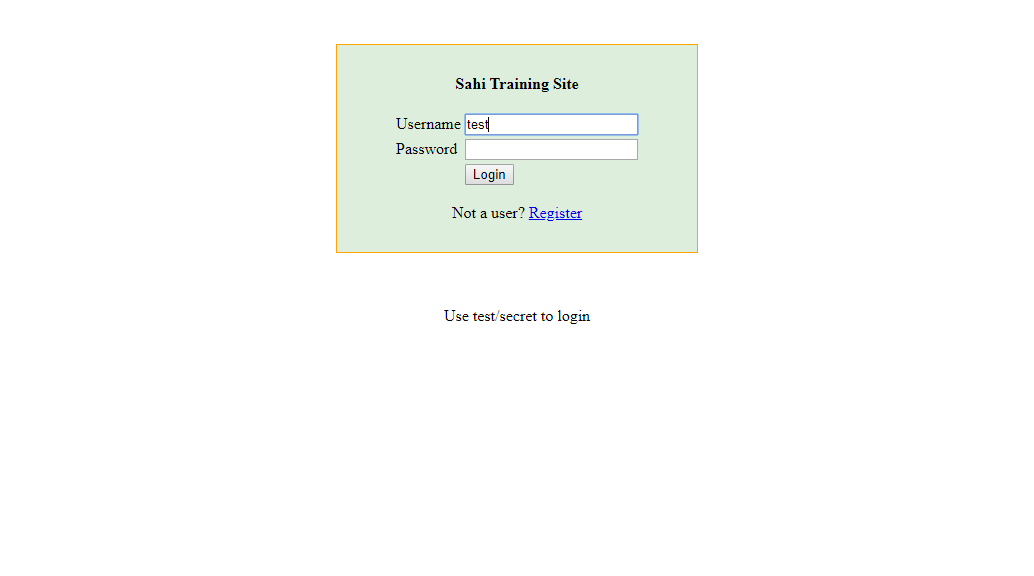 Sahi Training Site
Username test
Password
Login
Not a user? Register
Use test/secret to login